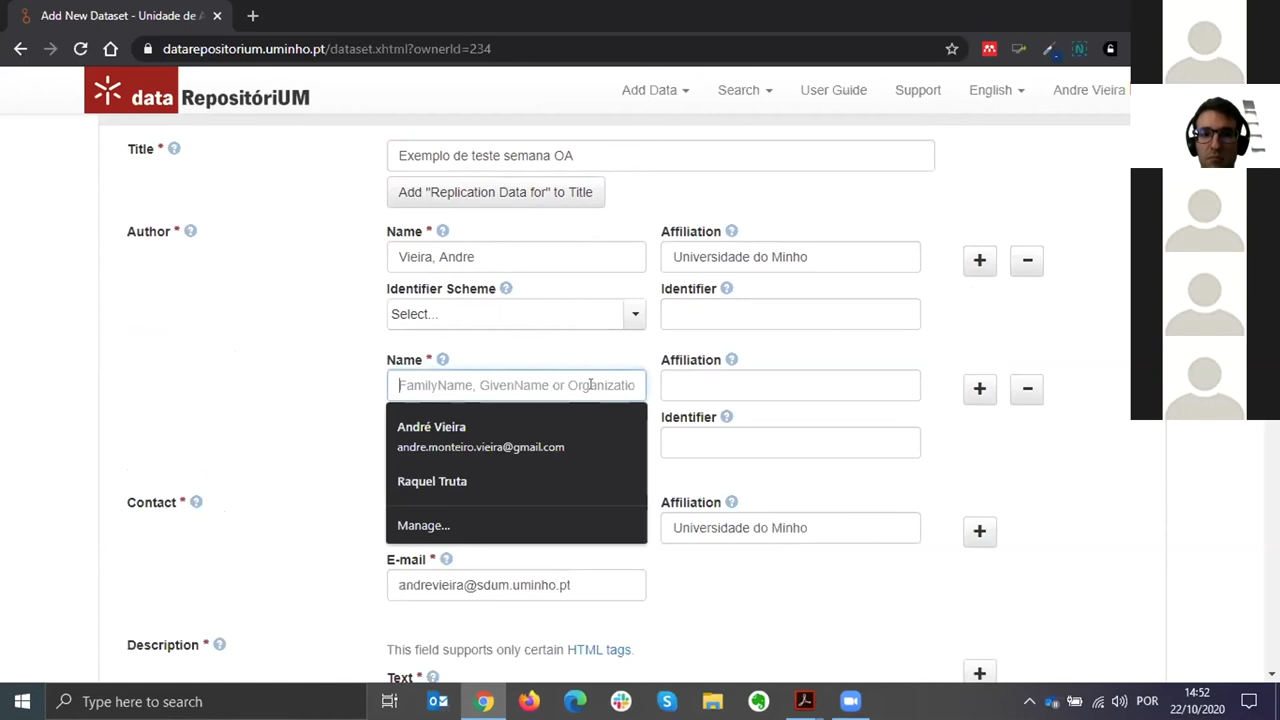 Add New Dataset - Unidade de A
datarepositorium.uminho.pt/dataset.xhtml?ownerId=234
data RepositóriUM
Add Data
Search
User Guide
Support
English
Andre Vieira
Title *
Exemplo de teste semana OA
Add "Replication Data for" to Title
Author *
Name *
Affiliation
Vieira, Andre
Universidade do Minho
Identifier Scheme
Identifier
Select...
Name *
Affiliation
FamilyName, GivenName or Organizatio
Identifier
André Vieira
andre.monteiro.vieira@gmail.com
Raquel Truta
Manage...
Contact *
Affiliation
Universidade do Minho
E-mail *
andrevieira@sdum.uminho.pt
Description *
This field supports only certain HTML tags.
Text *
Type here to search
POR
14:52
22/10/2020